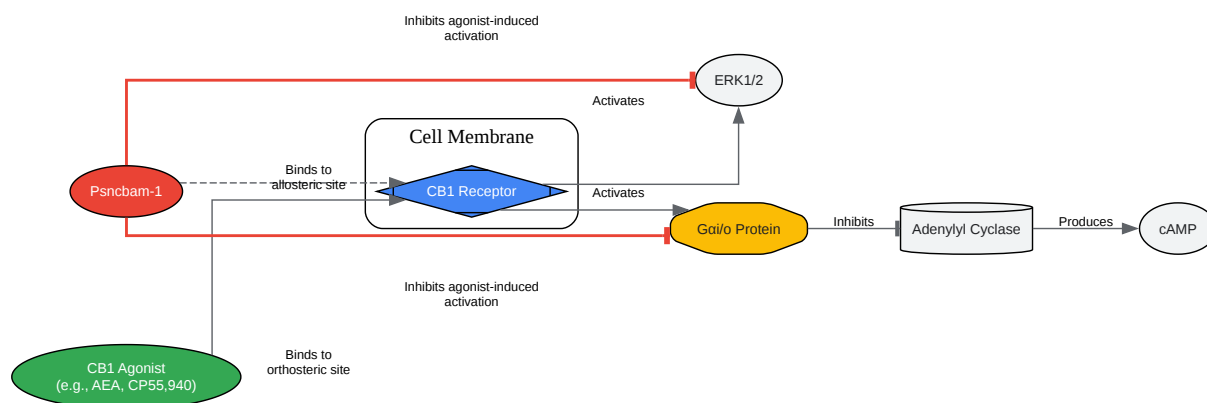 Inhibits agonist-induced
activation
ERK1/2
Activates
Cell Membrane
Binds to
allosteric site
Psncbam-1
CB1 Receptor
Activates
Gαi/o Protein
Inhibits
Adenylyl Cyclase
Produces
cAMP
Inhibits agonist-induced
activation
Binds to
orthosteric site
CB1 Agonist
(e.g., AEA, CP55,940)